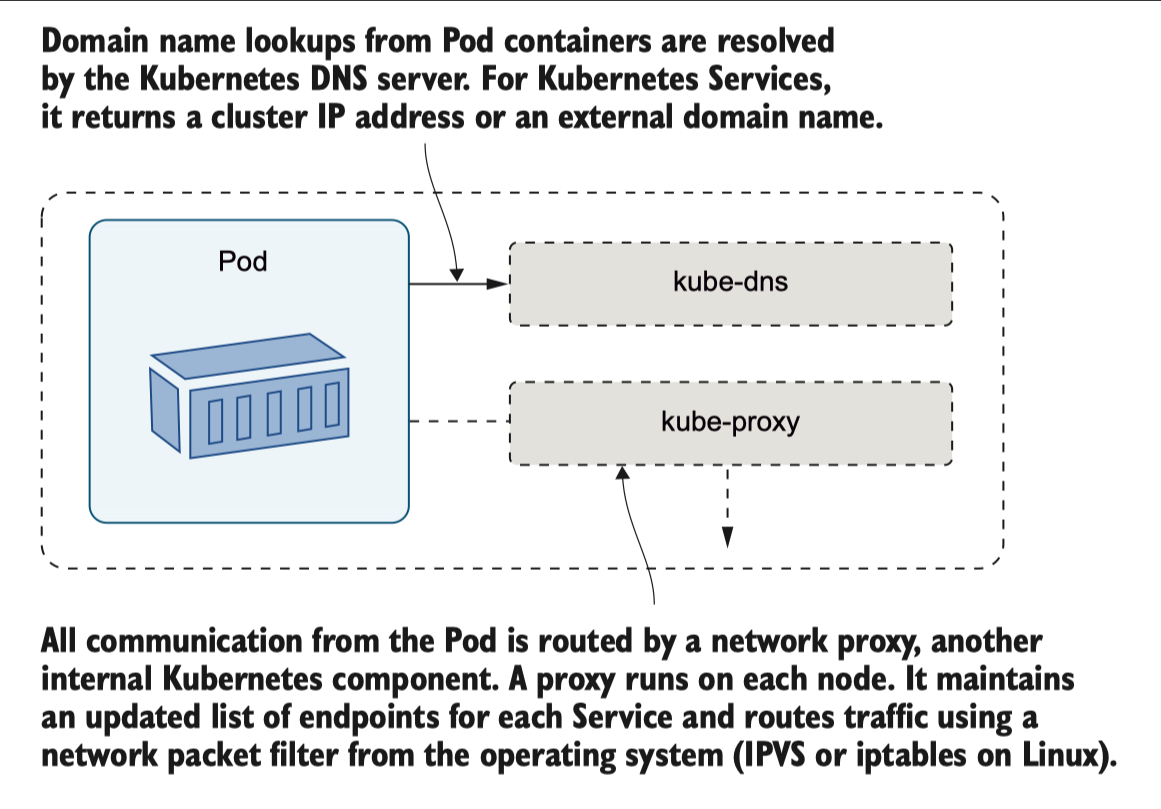 Domain name lookups from Pod containers are resolved
by the Kubernetes DNS server. For Kubernetes Services,
it returns a cluster IP address or an external domain name.
Pod
kube-dns
kube-proxy
All communication from the Pod is routed by a network proxy, another
internal Kubernetes component. A proxy runs on each node. It maintains
an updated list of endpoints for each Service and routes traffic using a
network packet filter from the operating system (IPVS or iptables on Linux).